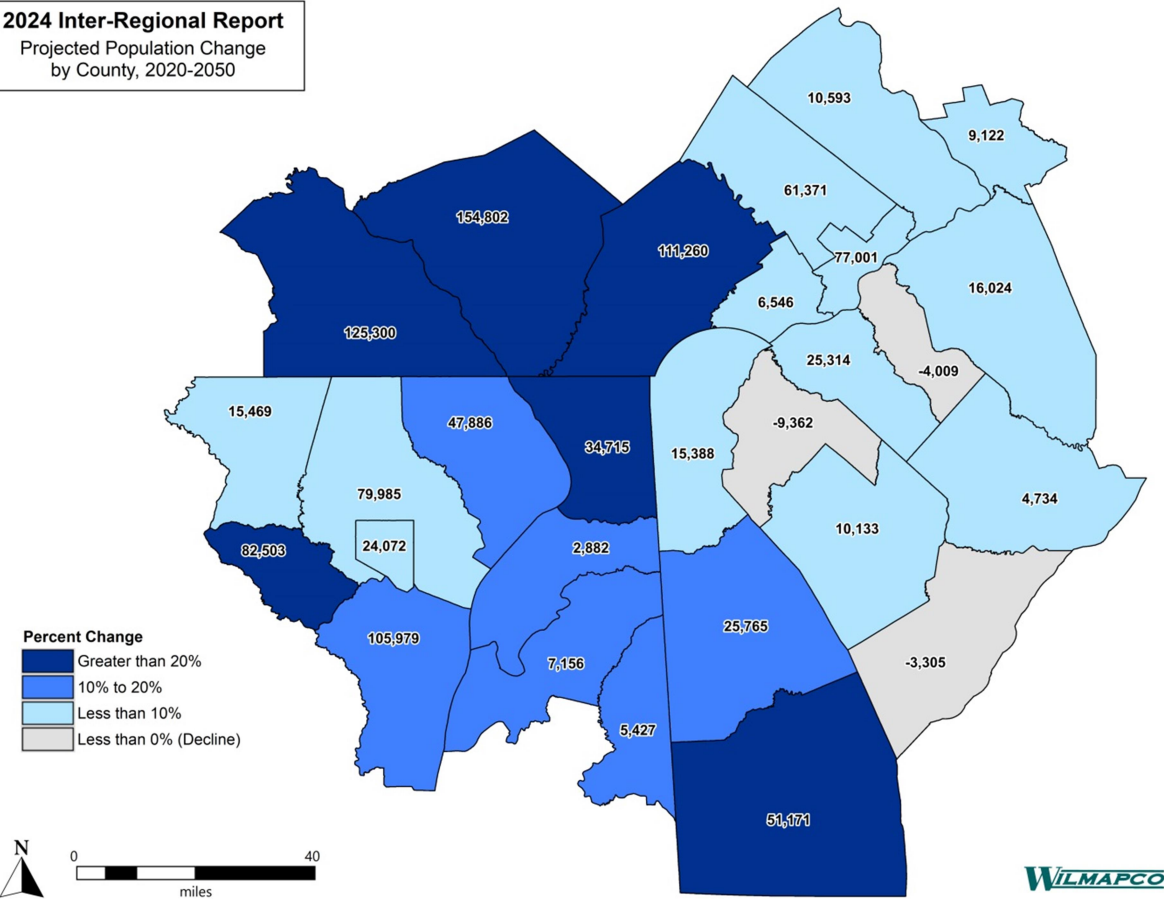 2024 Inter-Regional Report
Projected Population Change
by County, 2020-2050
10,593
9,122
61,371
154,802
111,260
77,001
16,024
6,546
125,300
25,314
-4,009
15,469
47,886
-9,362
34,715
15,388
79,985
4,734
10,133
82,503
24,072
2,882
105,979
25,765
7,156
-3,305
5,427
51,171
Percent Change
Greater than 20%
10% to 20%
Less than 10%
Less than 0% (Decline)
N
0 40
miles
WILMAPCO